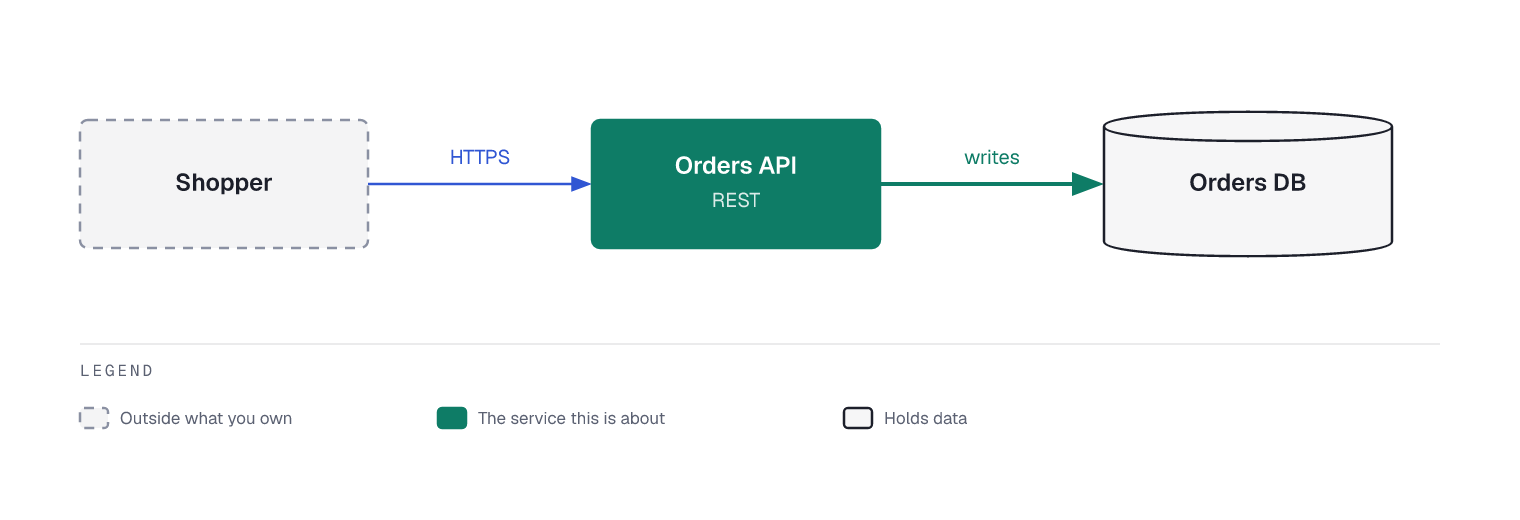 Shopper
HTTPS
Orders API
REST
writes
Orders DB
LEGEND
Outside what you own
The service this is about
Holds data